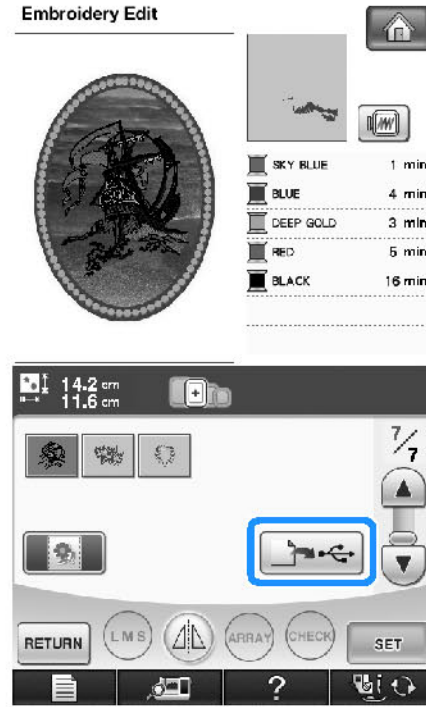 Embroidery Edit
SKY BLUE 1 min
BLUE 4 min
DEEP GOLD 3 min
RED 5 min
BLACK 16 min
14.2 cm
11.6 cm
7/7
RETURN
LMS
ARRAY
CHECK
SET
?